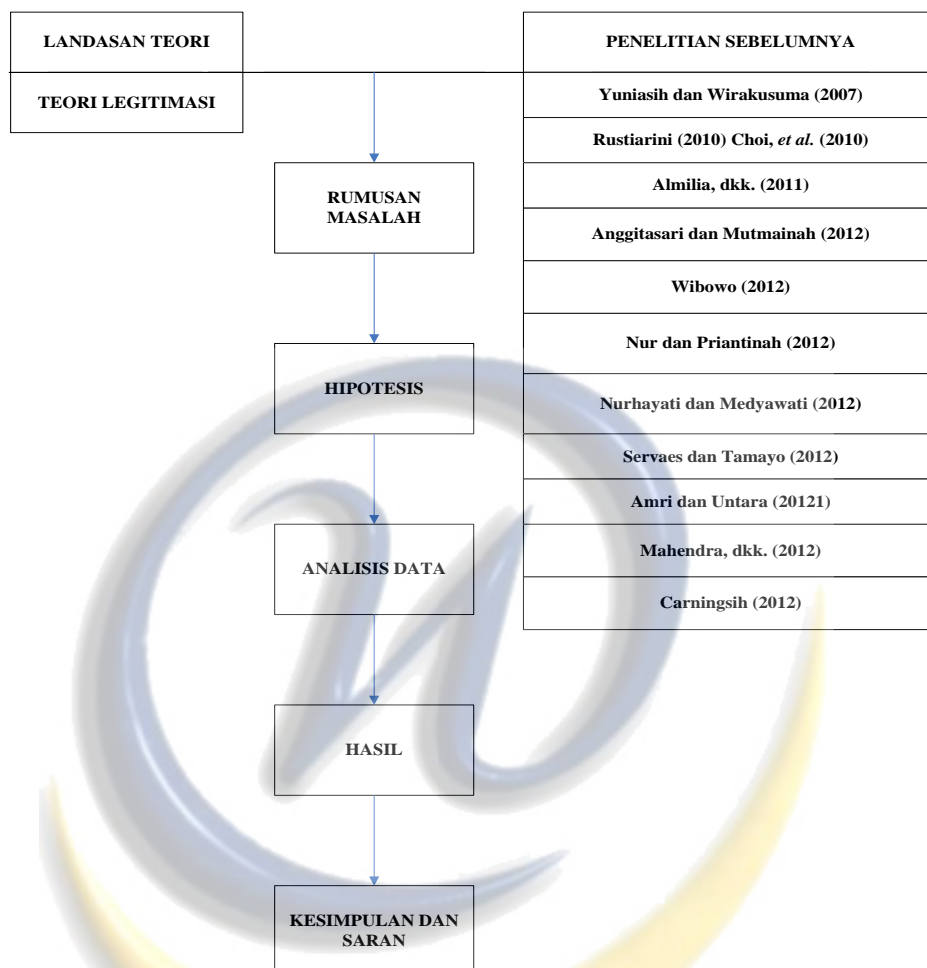 LANDASAN TEORI
TEORI LEGITIMASI
PENELITIAN SEBELUMNYA
Yuniasih dan Wirakusuma (2007)
Rustiarini (2010) Choi, et al. (2010)
Almilia, dkk. (2011)
Anggitasari dan Mutmainah (2012)
Wibowo (2012)
Nur dan Priantinah (2012)
Nurhayati dan Medyawati (2012)
Servaes dan Tamayo (2012)
Amri dan Untara (20121)
Mahendra, dkk. (2012)
Carningsih (2012)
RUMUSAN
MASALAH
HIPOTESIS
ANALISIS DATA
HASIL
KESIMPULAN DAN
SARAN